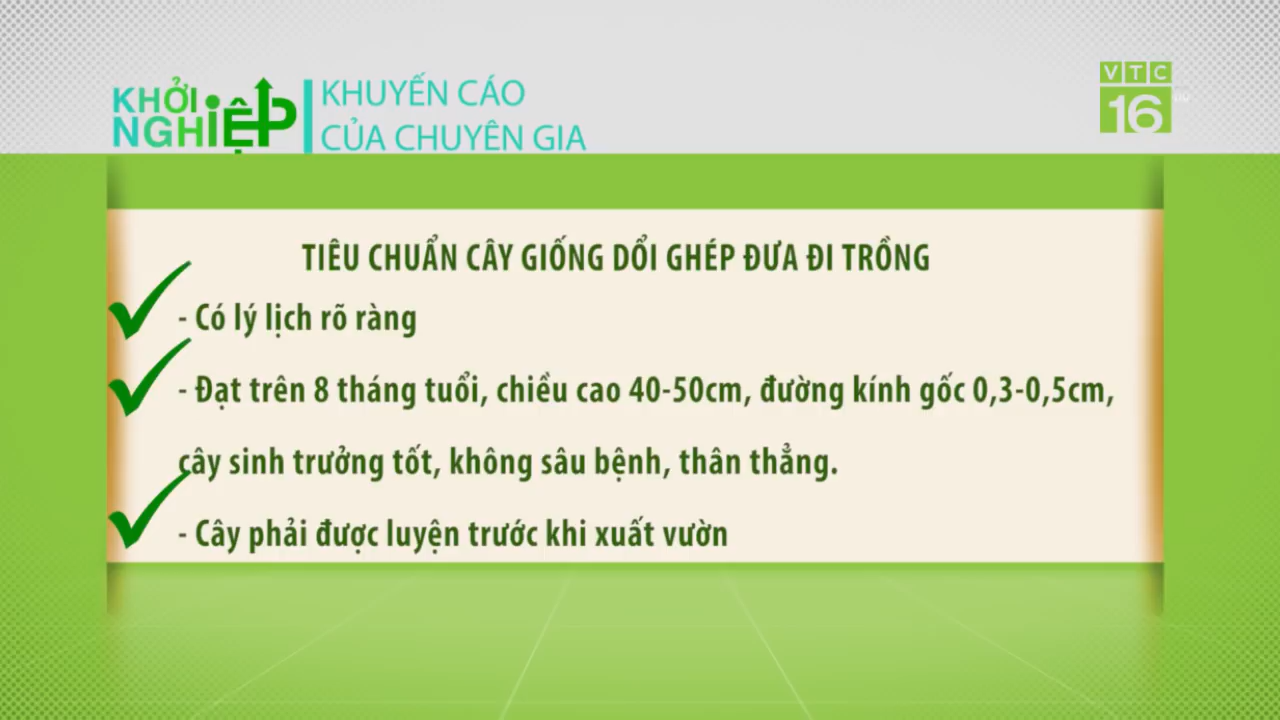 KHỞI NGHIỆP
KHUYẾN CÁO
CỦA CHUYÊN GIA
VTC
16
HD
TIÊU CHUẨN CÂY GIỐNG DỔI GHÉP ĐƯA ĐI TRỒNG
- Có lý lịch rõ ràng
- Đạt trên 8 tháng tuổi, chiều cao 40-50cm, đường kính gốc 0,3-0,5cm,
cây sinh trưởng tốt, không sâu bệnh, thân thẳng.
- Cây phải được luyện trước khi xuất vườn